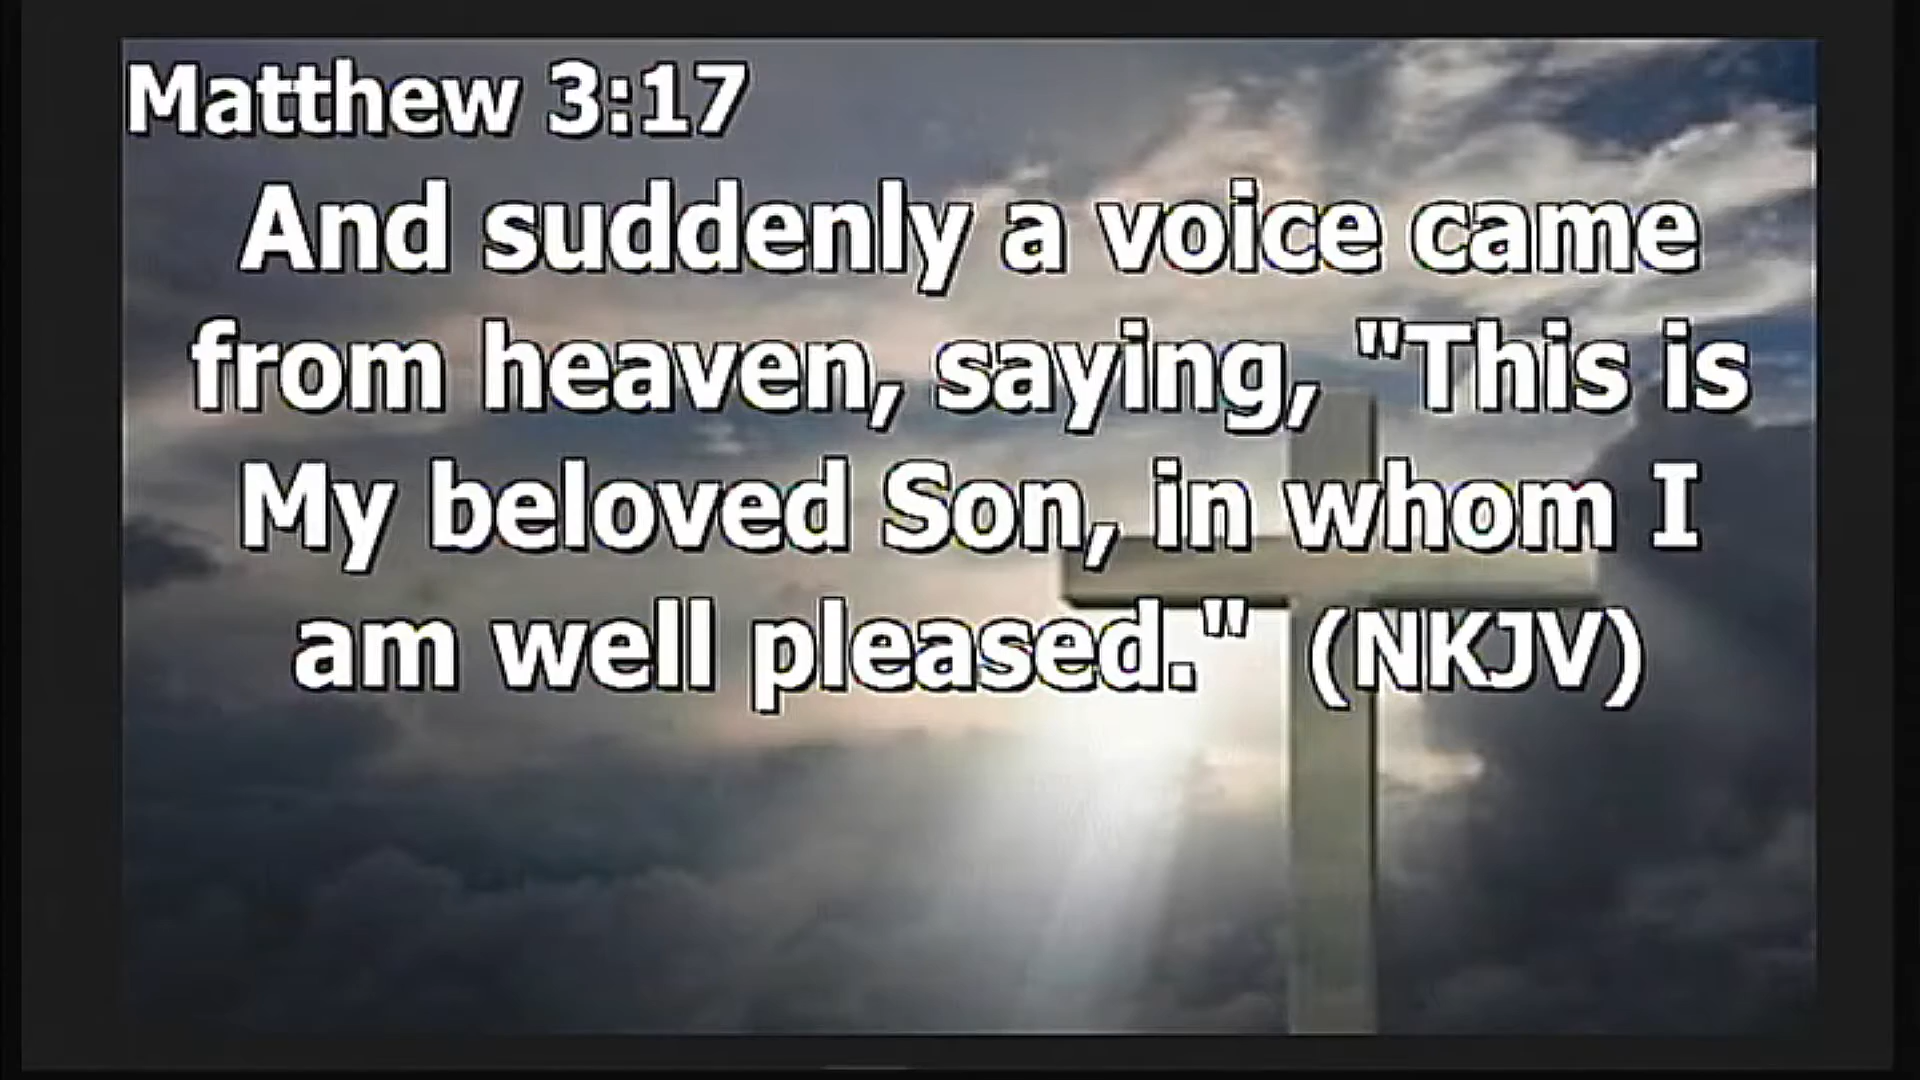 Matthew 3:17
And suddenly a voice came
from heaven, saying, "This is
My beloved Son, in whom I
am well pleased." (NKJV)